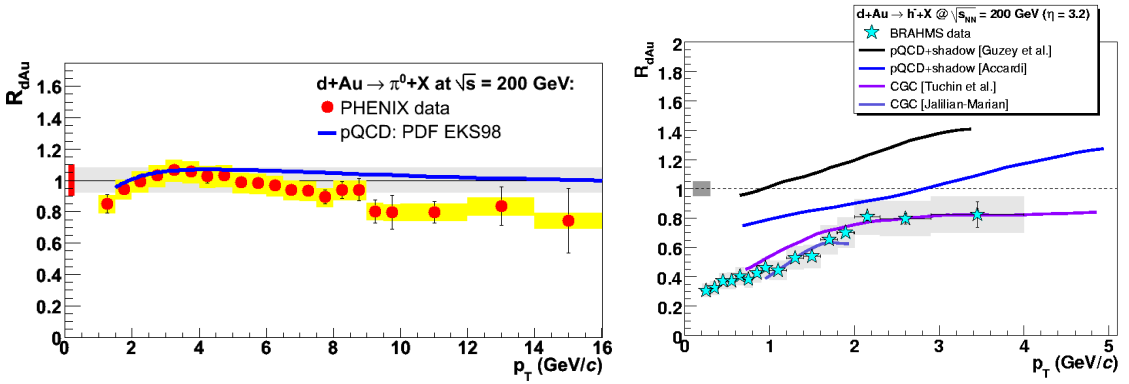 d+Au → π⁰+X at √s = 200 GeV:
PHENIX data
pQCD: PDF EKS98
R_dAu
1.6
1.4
1.2
1
0.8
0.6
0.4
0.2
0
0 2 4 6 8 10 12 14 16
p_T (GeV/c)
d+Au → h⁻+X @ √s_NN = 200 GeV (η = 3.2)
BRAHMS data
pQCD+shadow [Guzey et al.]
pQCD+shadow [Accardi]
CGC [Tuchin et al.]
CGC [Jalilian-Marian]
R_dAu
2
1.8
1.6
1.4
1.2
1
0.8
0.6
0.4
0.2
0
0 1 2 3 4 5
p_T (GeV/c)